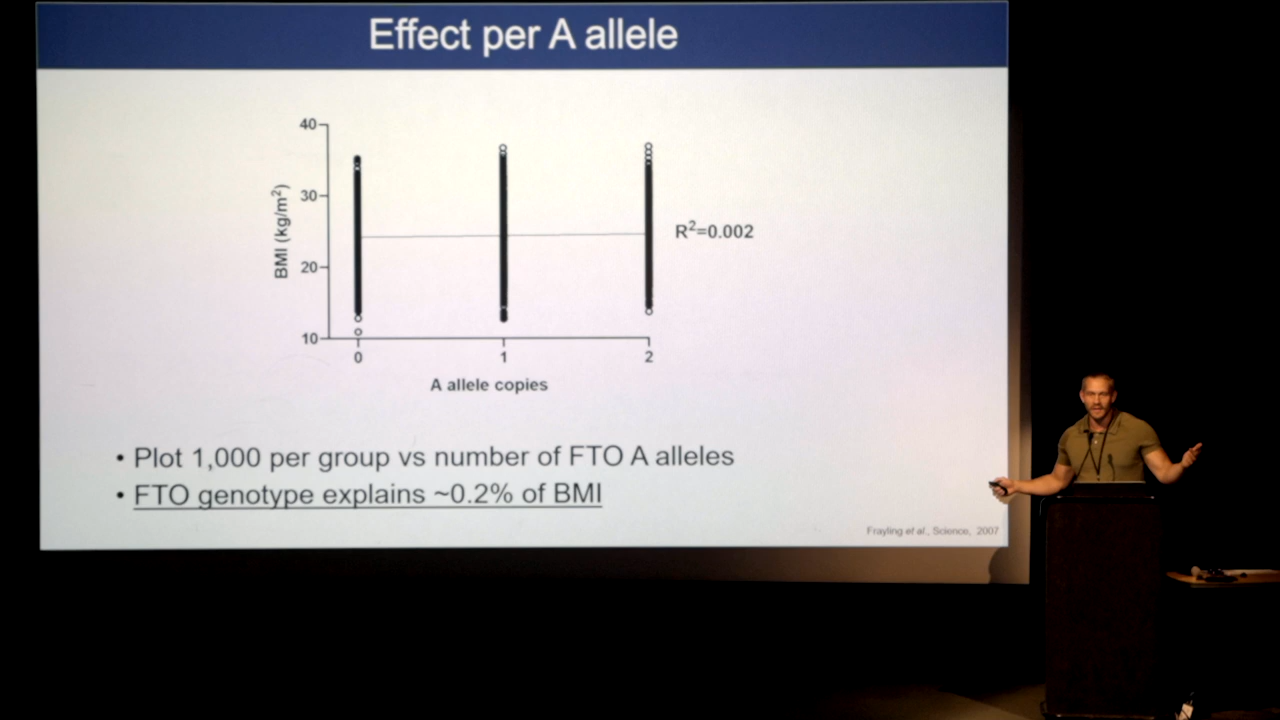 Effect per A allele
40
30
20
10
BMI (kg/m²)
R²=0.002
0 1 2
A allele copies
• Plot 1,000 per group vs number of FTO A alleles
• FTO genotype explains ~0.2% of BMI
Frayling et al., Science, 2007